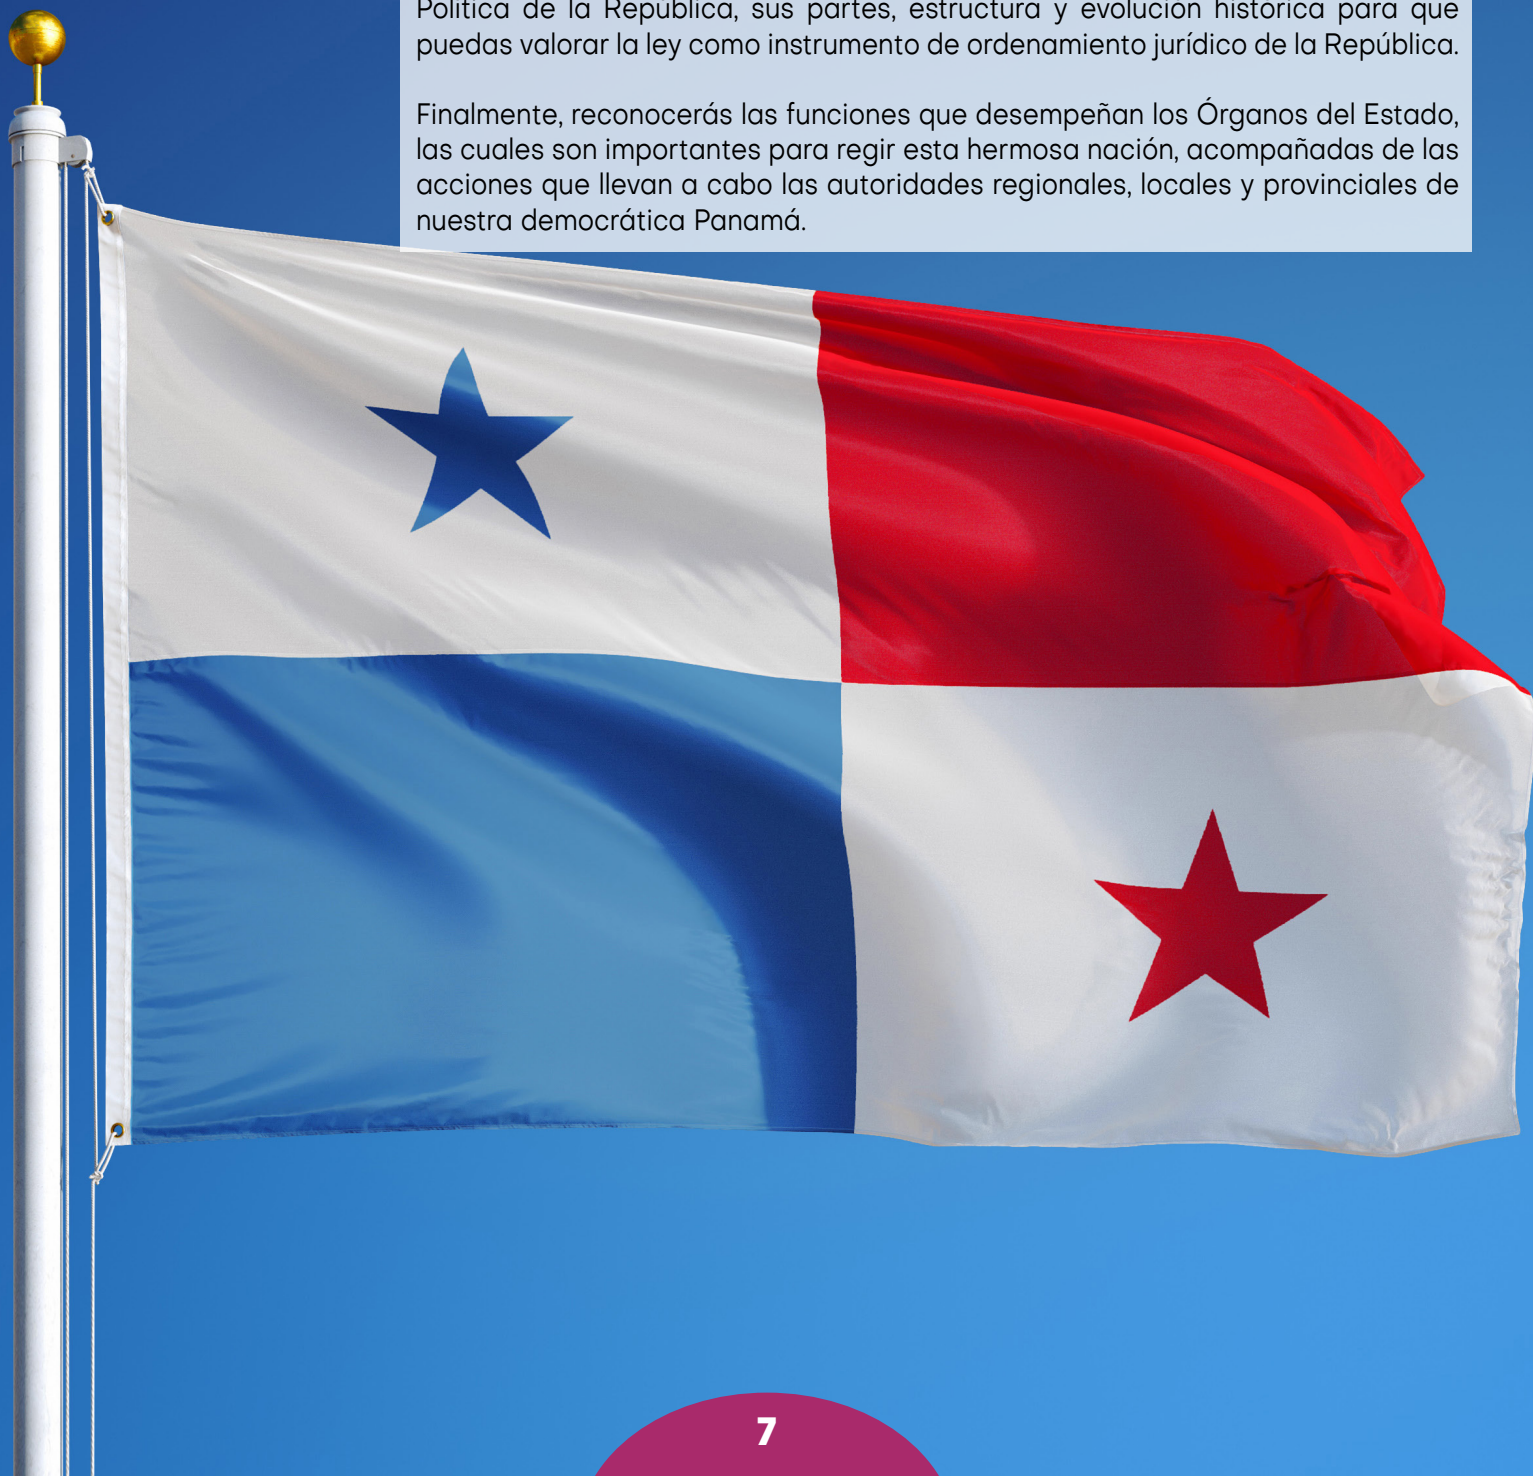 Política de la República, sus partes, estructura y evolución histórica para que
puedas valorar la ley como instrumento de ordenamiento jurídico de la República.
Finalmente, reconocerás las funciones que desempeñan los Órganos del Estado,
las cuales son importantes para regir esta hermosa nación, acompañadas de las
acciones que llevan a cabo las autoridades regionales, locales y provinciales de
nuestra democrática Panamá.
7